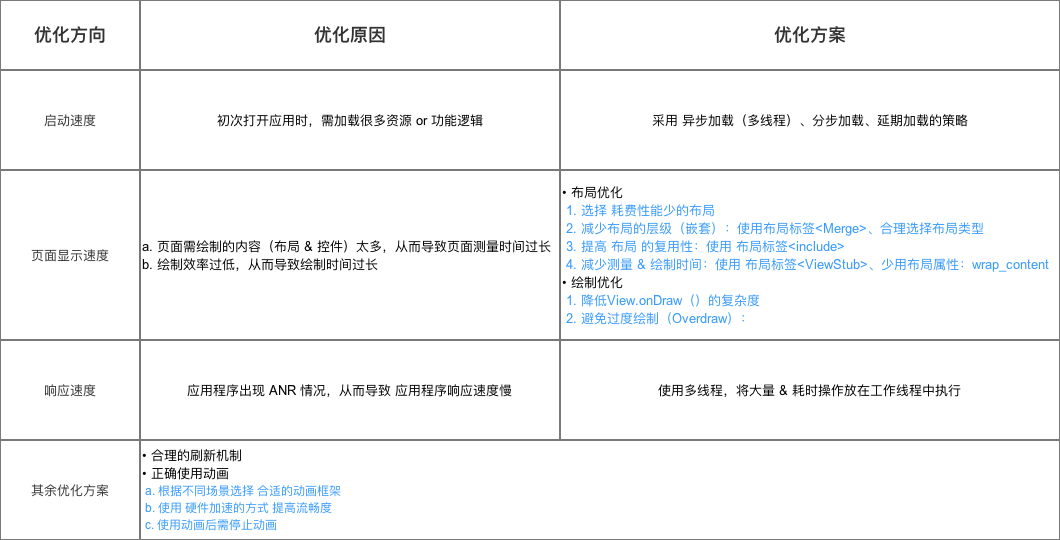 优化方向
优化原因
优化方案
启动速度
初次打开应用时，需加载很多资源 or 功能逻辑
采用 异步加载（多线程）、分步加载、延期加载的策略
页面显示速度
a. 页面需绘制的内容（布局 & 控件）太多，从而导致页面测量时间过长
b. 绘制效率过低，从而导致绘制时间过长
• 布局优化
1. 选择 耗费性能少的布局
2. 减少布局的层级（嵌套）：使用布局标签<Merge>、合理选择布局类型
3. 提高 布局 的复用性：使用 布局标签<include>
4. 减少测量 & 绘制时间：使用 布局标签<ViewStub>、少用布局属性：wrap_content
• 绘制优化
1. 降低View.onDraw（）的复杂度
2. 避免过度绘制（Overdraw）：
响应速度
应用程序出现 ANR 情况，从而导致 应用程序响应速度慢
使用多线程，将大量 & 耗时操作放在工作线程中执行
其余优化方案
• 合理的刷新机制
• 正确使用动画
a. 根据不同场景选择 合适的动画框架
b. 使用 硬件加速的方式 提高流畅度
c. 使用动画后需停止动画